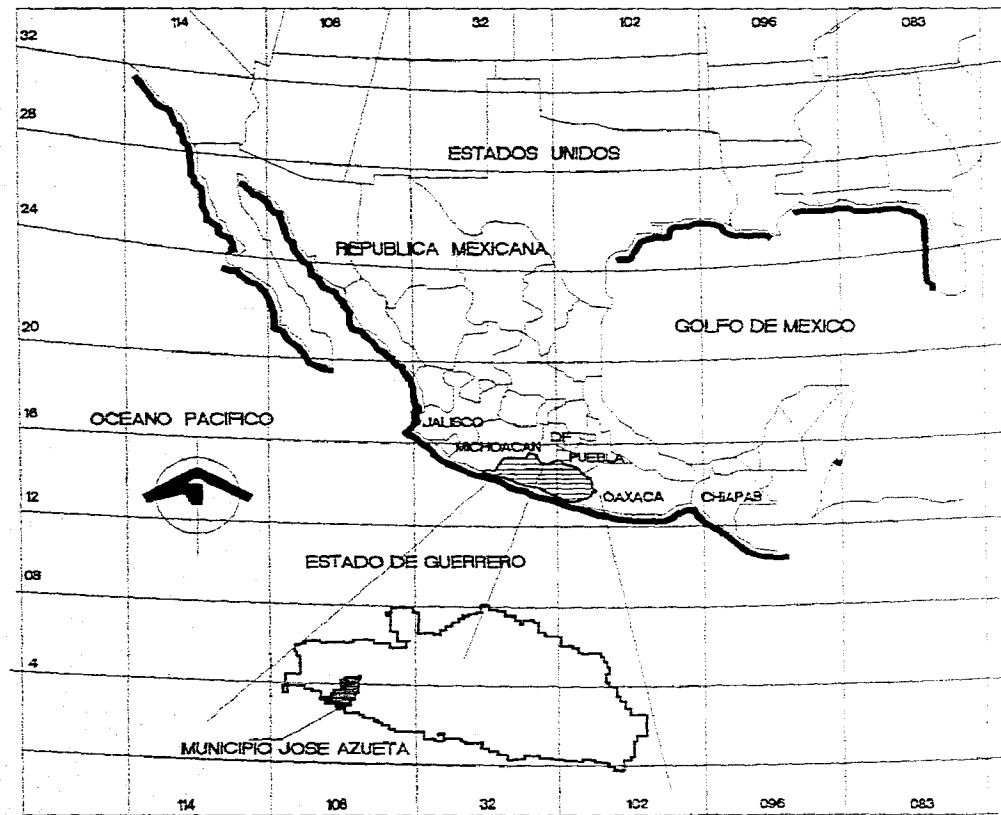 114 108 32 102 096 083
32
28
ESTADOS UNIDOS
24
REPUBLICA MEXICANA
GOLFO DE MEXICO
20
OCEANO PACIFICO
16
JALISCO
MICHOACAN
DE
PUEBLA
12
OAXACA
CHIAPAS
ESTADO DE GUERRERO
08
4
MUNICIPIO JOSE AZUETA
114 108 32 102 096 083